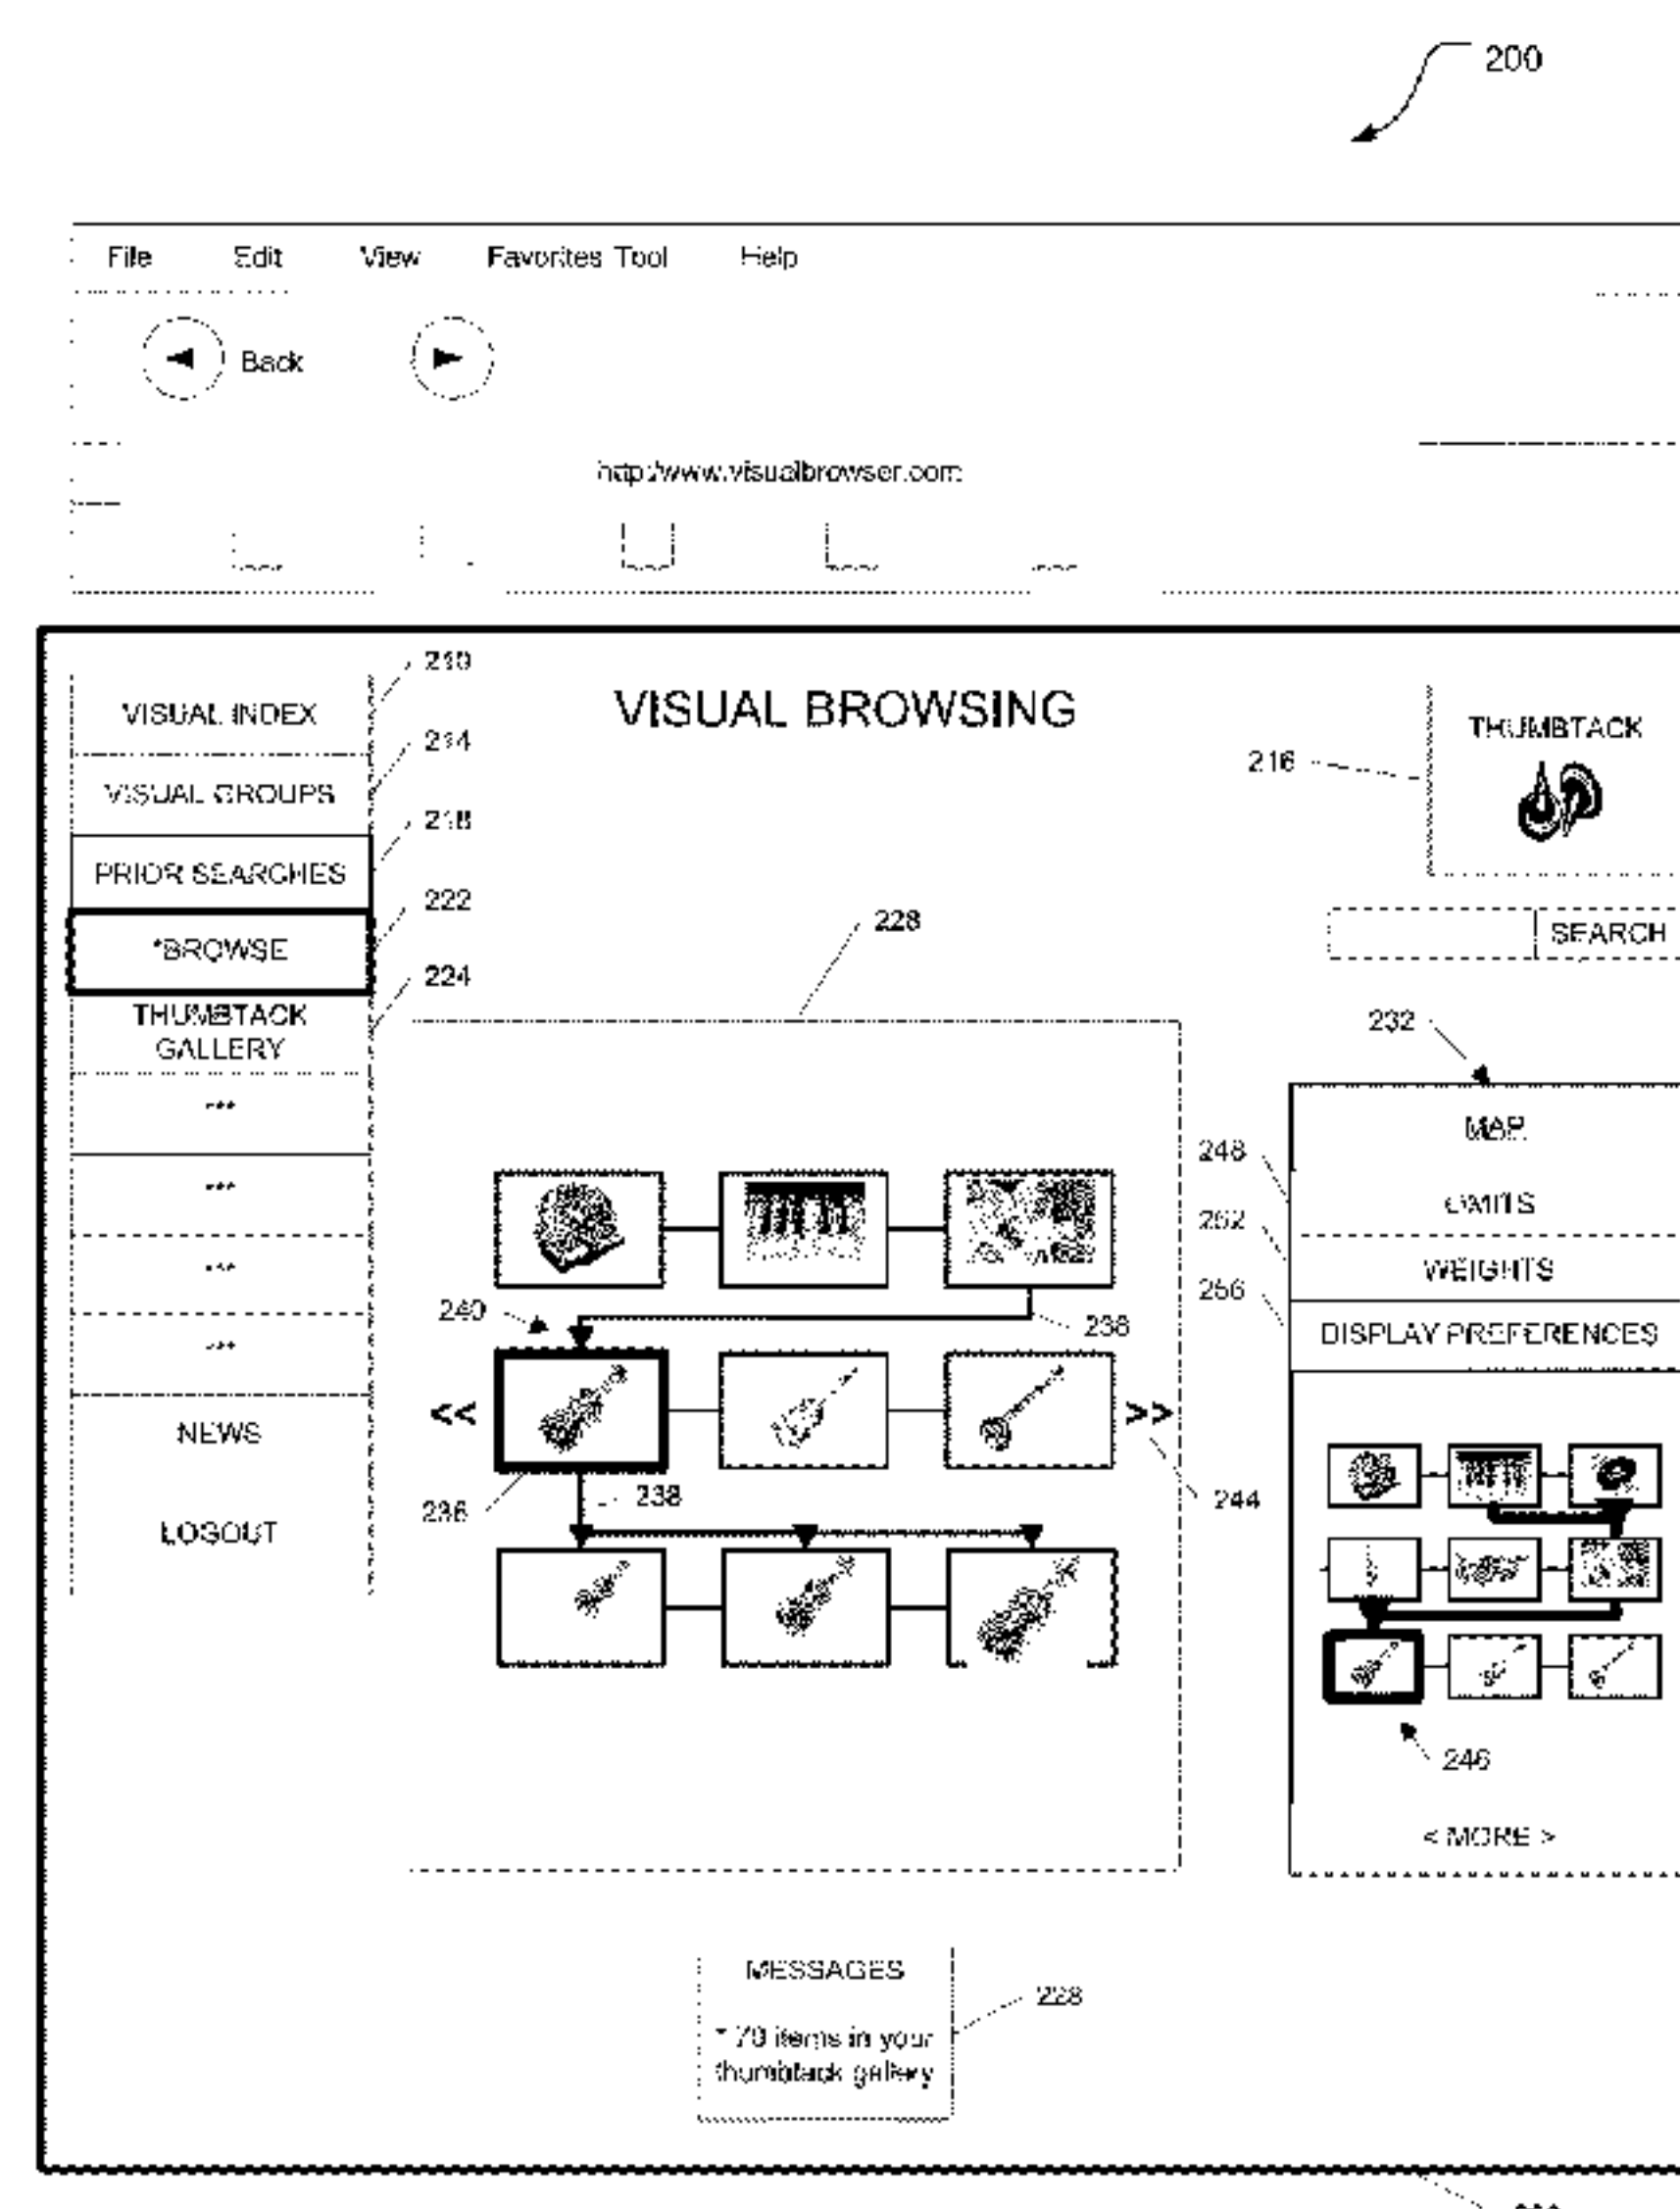 200
File Edit View Favorites Tool Help
Back
http://www.visualbrowser.com
210
VISUAL INDEX
VISUAL BROWSING
THUMBTACK
214
216
VISUAL GROUPS
218
PRIOR SEARCHES
222
228
*BROWSE
SEARCH
224
THUMBTACK
GALLERY
232
***
MAP
248
***
OMITS
252
***
WEIGHTS
256
240
238
***
DISPLAY PREFERENCES
<<
>>
NEWS
236
238
244
LOGOUT
246
< MORE >
MESSAGES
228
* 70 items in your
thumbtack gallery